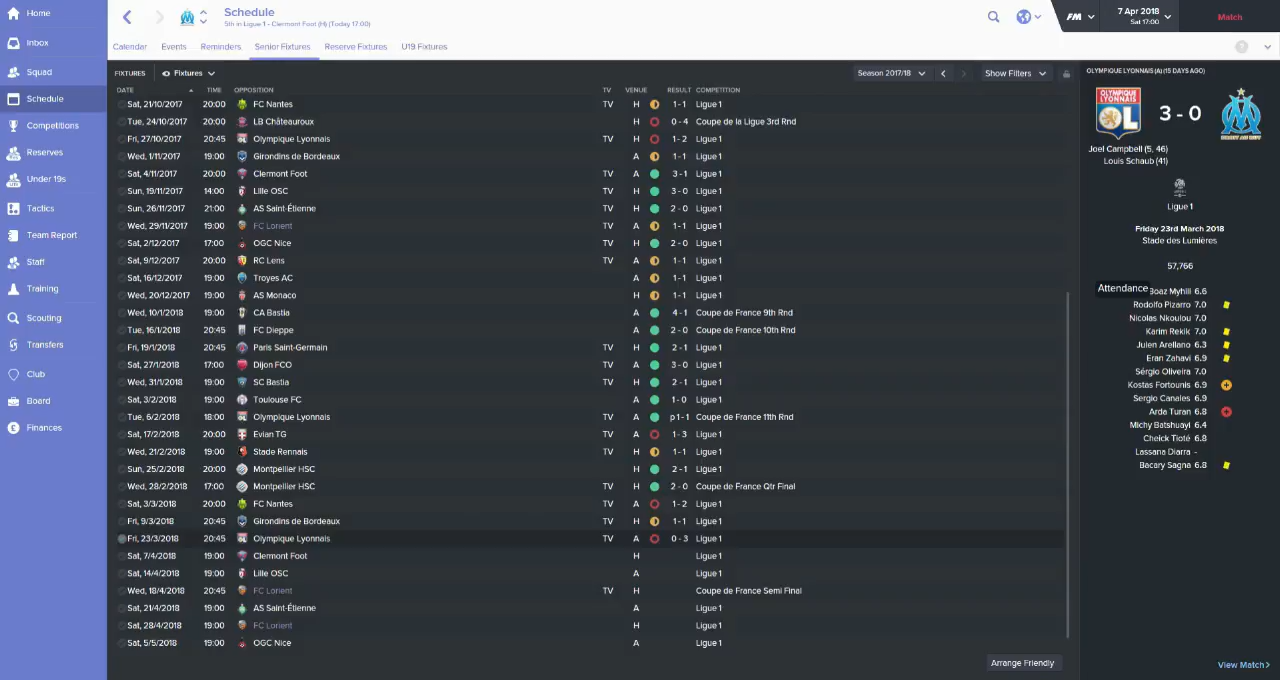 Home
Inbox
Squad
Schedule
Competitions
Reserves
Under 19s
Tactics
Team Report
Staff
Training
Scouting
Transfers
Club
Board
Finances
Schedule
5th in Ligue 1 - Clermont Foot (H) (Today 17:00)
FM
7 Apr 2018
Sat 17:00
Match
Calendar Events Reminders Senior Fixtures Reserve Fixtures U19 Fixtures
?
FIXTURES Fixtures Season 2017/18 Show Filters
DATE TIME OPPOSITION TV VENUE RESULT COMPETITION
Sat, 21/10/2017 20:00 FC Nantes TV H 1-1 Ligue 1
Tue, 24/10/2017 20:00 LB Châteauroux H 0-4 Coupe de la Ligue 3rd Rnd
Fri, 27/10/2017 20:45 Olympique Lyonnais TV H 1-2 Ligue 1
Wed, 1/11/2017 19:00 Girondins de Bordeaux A 1-1 Ligue 1
Sat, 4/11/2017 20:00 Clermont Foot TV A 3-1 Ligue 1
Sun, 19/11/2017 14:00 Lille OSC TV H 3-0 Ligue 1
Sun, 26/11/2017 21:00 AS Saint-Étienne TV H 2-0 Ligue 1
Wed, 29/11/2017 19:00 FC Lorient TV A 1-1 Ligue 1
Sat, 2/12/2017 17:00 OGC Nice TV H 2-0 Ligue 1
Sat, 9/12/2017 20:00 RC Lens TV A 1-1 Ligue 1
Sat, 16/12/2017 19:00 Troyes AC A 1-1 Ligue 1
Wed, 20/12/2017 19:00 AS Monaco H 1-1 Ligue 1
Wed, 10/1/2018 19:00 CA Bastia A 4-1 Coupe de France 9th Rnd
Tue, 16/1/2018 20:45 FC Dieppe A 2-0 Coupe de France 10th Rnd
Fri, 19/1/2018 20:45 Paris Saint-Germain TV H 2-1 Ligue 1
Sat, 27/1/2018 17:00 Dijon FCO TV A 3-0 Ligue 1
Wed, 31/1/2018 19:00 SC Bastia TV H 2-1 Ligue 1
Sat, 3/2/2018 19:00 Toulouse FC A 1-0 Ligue 1
Tue, 6/2/2018 18:00 Olympique Lyonnais TV A p 1-1 Coupe de France 11th Rnd
Sat, 17/2/2018 20:00 Evian TG TV A 1-3 Ligue 1
Wed, 21/2/2018 19:00 Stade Rennais TV H 1-1 Ligue 1
Sun, 25/2/2018 20:00 Montpellier HSC H 2-1 Ligue 1
Wed, 28/2/2018 17:00 Montpellier HSC TV H 2-0 Coupe de France Qtr Final
Sat, 3/3/2018 20:00 FC Nantes TV A 1-2 Ligue 1
Fri, 9/3/2018 20:45 Girondins de Bordeaux TV H 1-1 Ligue 1
Fri, 23/3/2018 20:45 Olympique Lyonnais TV A 0-3 Ligue 1
Sat, 7/4/2018 19:00 Clermont Foot H Ligue 1
Sat, 14/4/2018 19:00 Lille OSC A Ligue 1
Wed, 18/4/2018 20:45 FC Lorient TV H Coupe de France Semi Final
Sat, 21/4/2018 19:00 AS Saint-Étienne A Ligue 1
Sat, 28/4/2018 19:00 FC Lorient H Ligue 1
Sat, 5/5/2018 19:00 OGC Nice A Ligue 1
Arrange Friendly
OLYMPIQUE LYONNAIS (A) (15 DAYS AGO)
OLYMPIQUE LYONNAIS
OL
3 - 0
DROIT AU BUT
Joel Campbell (5, 46)
Louis Schaub (41)
Ligue 1
Friday 23rd March 2018
Stade des Lumières
57,766
Attendance
Boaz Myhill 6.6
Rodolfo Pizarro 7.0
Nicolas Nkoulou 7.0
Karim Rekik 7.0
Julen Arellano 6.3
Eran Zahavi 6.9
Sérgio Oliveira 7.0
Kostas Fortounis 6.9
Sergio Canales 6.9
Arda Turan 6.8
Michy Batshuayi 6.4
Cheick Tioté 6.8
Lassana Diarra -
Bacary Sagna 6.8
View Match >